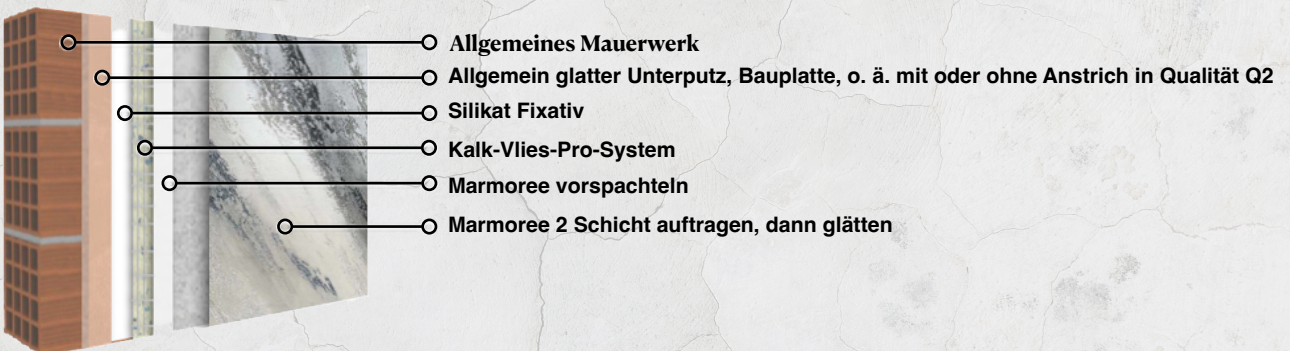 Allgemeines Mauerwerk
Allgemein glatter Unterputz, Bauplatte, o. ä. mit oder ohne Anstrich in Qualität Q2
Silikat Fixativ
Kalk-Vlies-Pro-System
Marmoree vorspachteln
Marmoree 2 Schicht auftragen, dann glätten